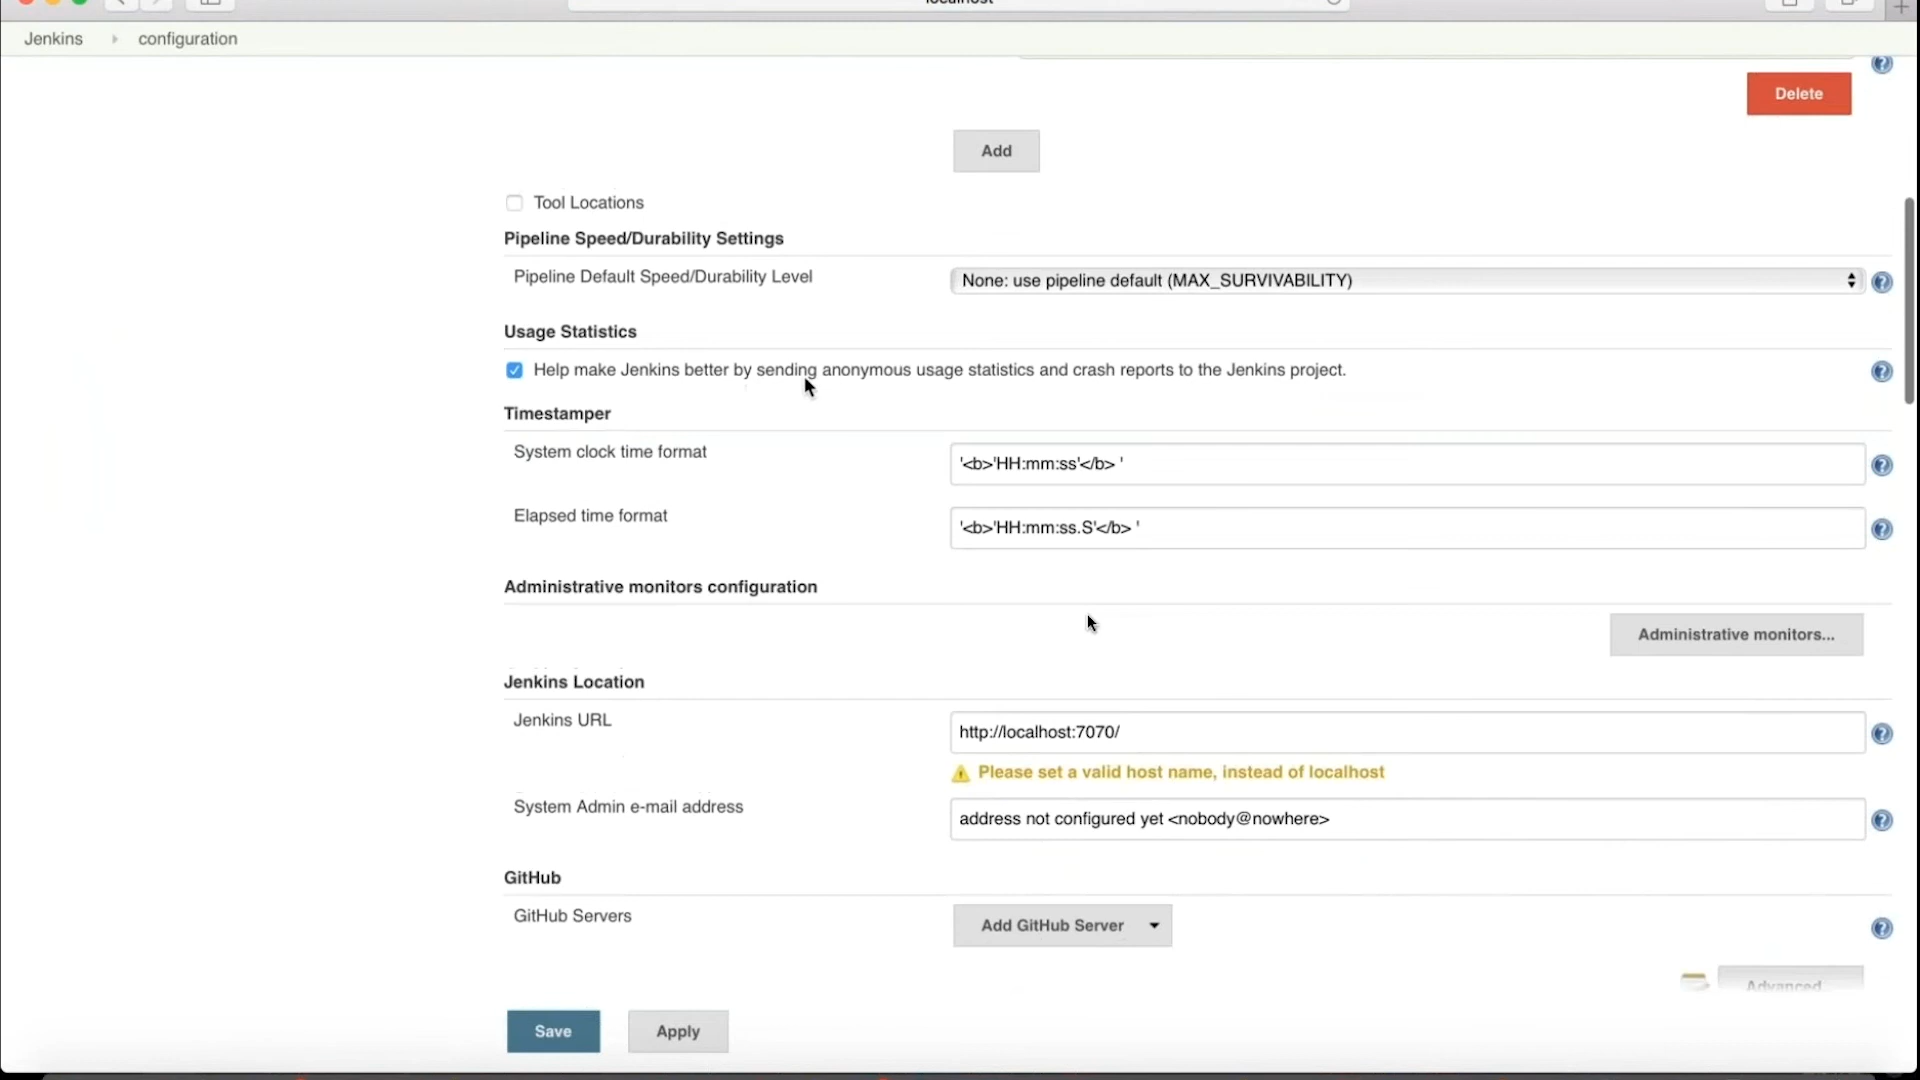 localhost
Jenkins configuration
Delete
Add
Tool Locations
Pipeline Speed/Durability Settings
Pipeline Default Speed/Durability Level
None: use pipeline default (MAX_SURVIVABILITY)
Usage Statistics
Help make Jenkins better by sending anonymous usage statistics and crash reports to the Jenkins project.
Timestamper
System clock time format
'<b>'HH:mm:ss'</b> '
Elapsed time format
'<b>'HH:mm:ss.S'</b> '
Administrative monitors configuration
Administrative monitors...
Jenkins Location
Jenkins URL
http://localhost:7070/
Please set a valid host name, instead of localhost
System Admin e-mail address
address not configured yet <nobody@nowhere>
GitHub
GitHub Servers
Add GitHub Server
Advanced
Save
Apply